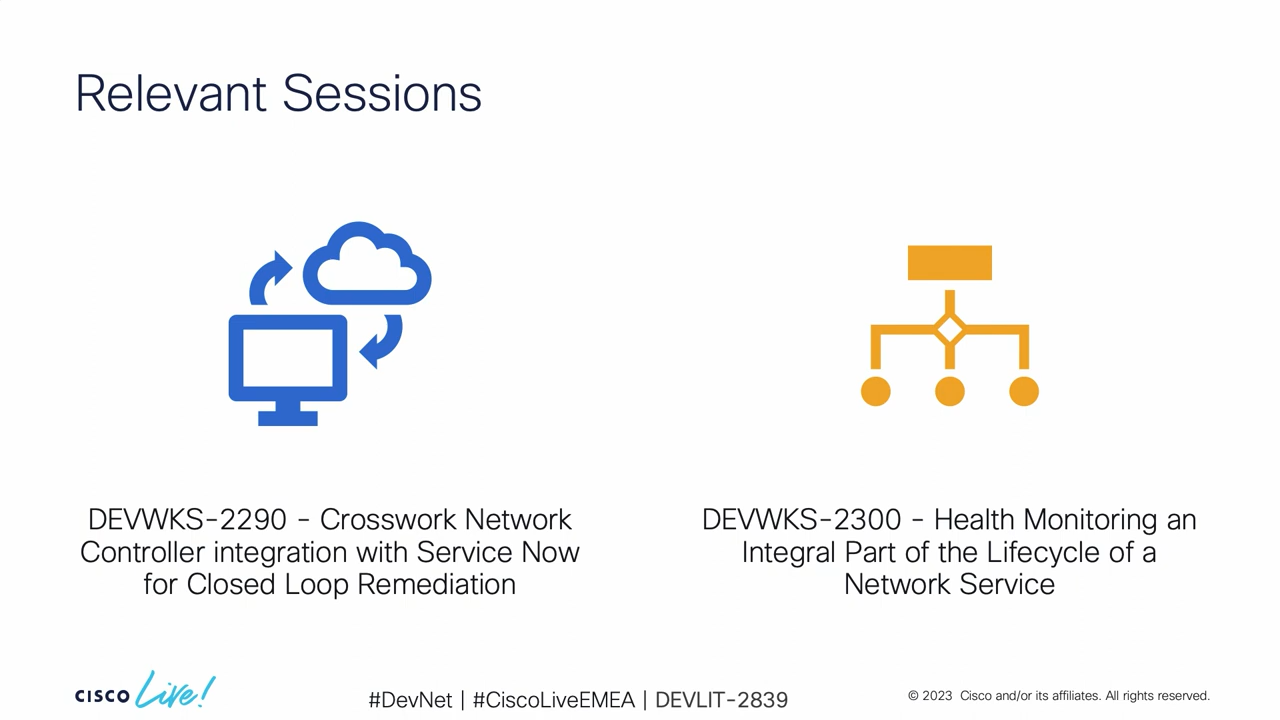 Relevant Sessions
DEVWKS-2290 - Crosswork Network
Controller integration with Service Now
for Closed Loop Remediation
DEVWKS-2300 - Health Monitoring an
Integral Part of the Lifecycle of a
Network Service
CISCO Live!
#DevNet | #CiscoLiveEMEA | DEVLIT-2839
© 2023 Cisco and/or its affiliates. All rights reserved.